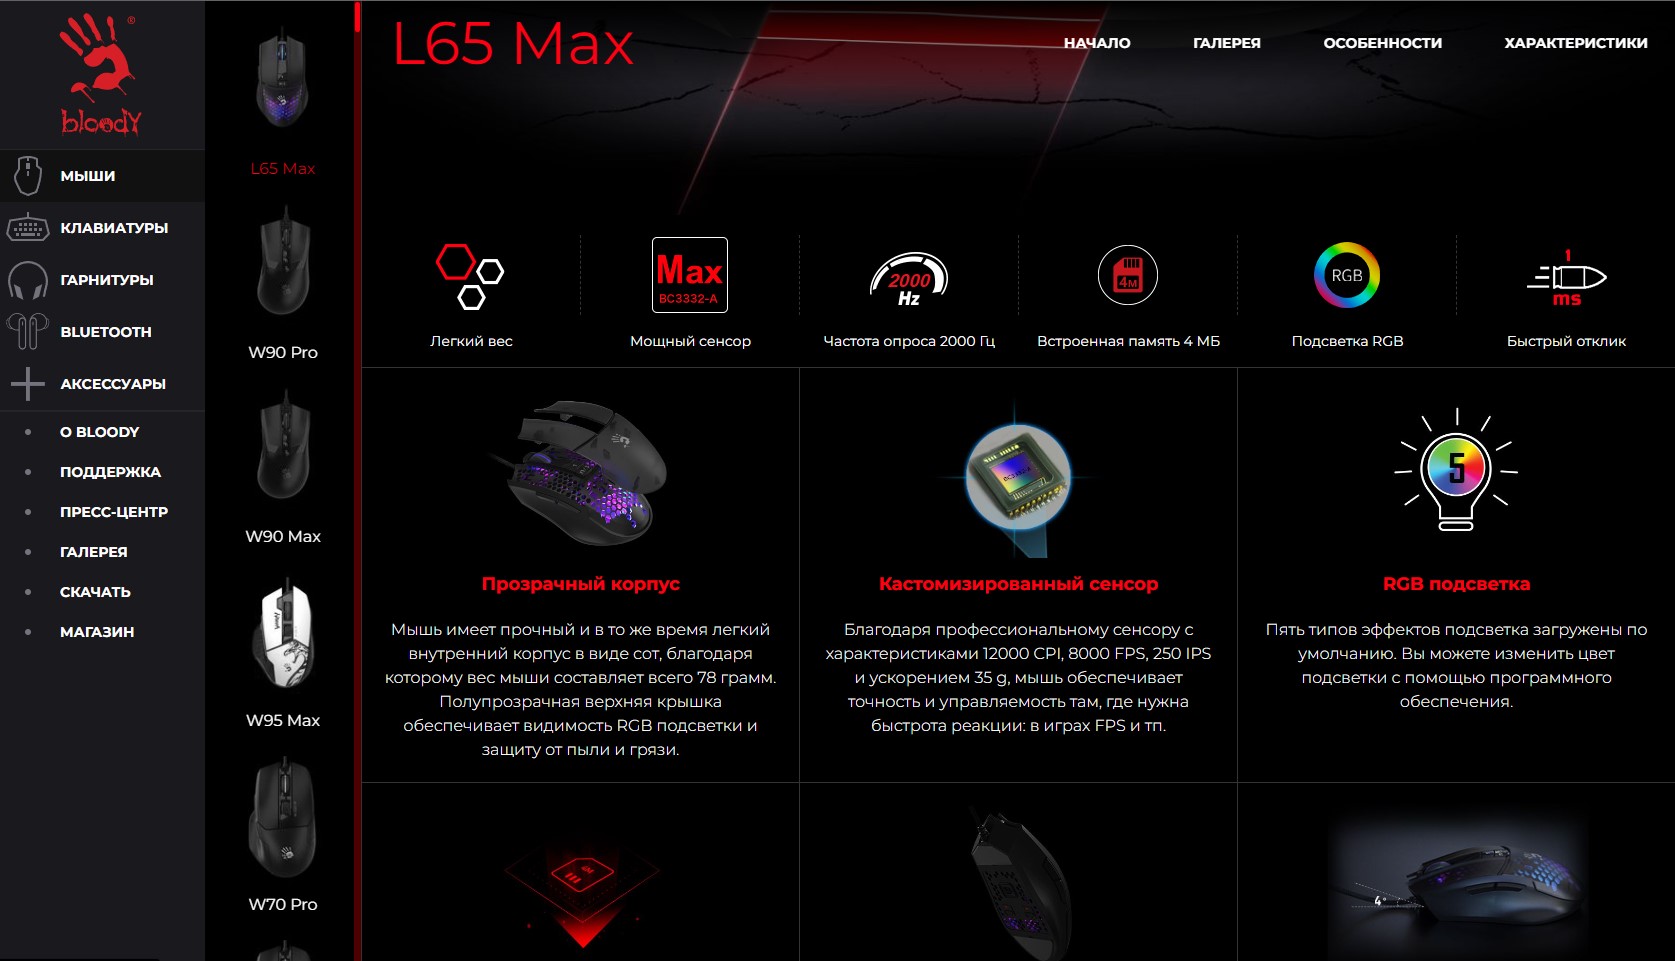 ®
bloody
МЫШИ
КЛАВИАТУРЫ
ГАРНИТУРЫ
BLUETOOTH
АКСЕССУАРЫ
О BLOODY
ПОДДЕРЖКА
ПРЕСС-ЦЕНТР
ГАЛЕРЕЯ
СКАЧАТЬ
МАГАЗИН
L65 Max
W90 Pro
W90 Max
W95 Max
W70 Pro
L65 Max
НАЧАЛО ГАЛЕРЕЯ ОСОБЕННОСТИ ХАРАКТЕРИСТИКИ
Max
BC3332-A
2000
Hz
4M
RGB
1
ms
Легкий вес
Мощный сенсор
Частота опроса 2000 Гц
Встроенная память 4 МБ
Подсветка RGB
Быстрый отклик
Прозрачный корпус
Мышь имеет прочный и в то же время легкий
внутренний корпус в виде сот, благодаря
которому вес мыши составляет всего 78 грамм.
Полупрозрачная верхняя крышка
обеспечивает видимость RGB подсветки и
защиту от пыли и грязи.
Кастомизированный сенсор
Благодаря профессиональному сенсору с
характеристиками 12000 CPI, 8000 FPS, 250 IPS
и ускорением 35 g, мышь обеспечивает
точность и управляемость там, где нужна
быстрота реакции: в играх FPS и тп.
5
RGB подсветка
Пять типов эффектов подсветка загружены по
умолчанию. Вы можете изменить цвет
подсветки с помощью программного
обеспечения.
4°